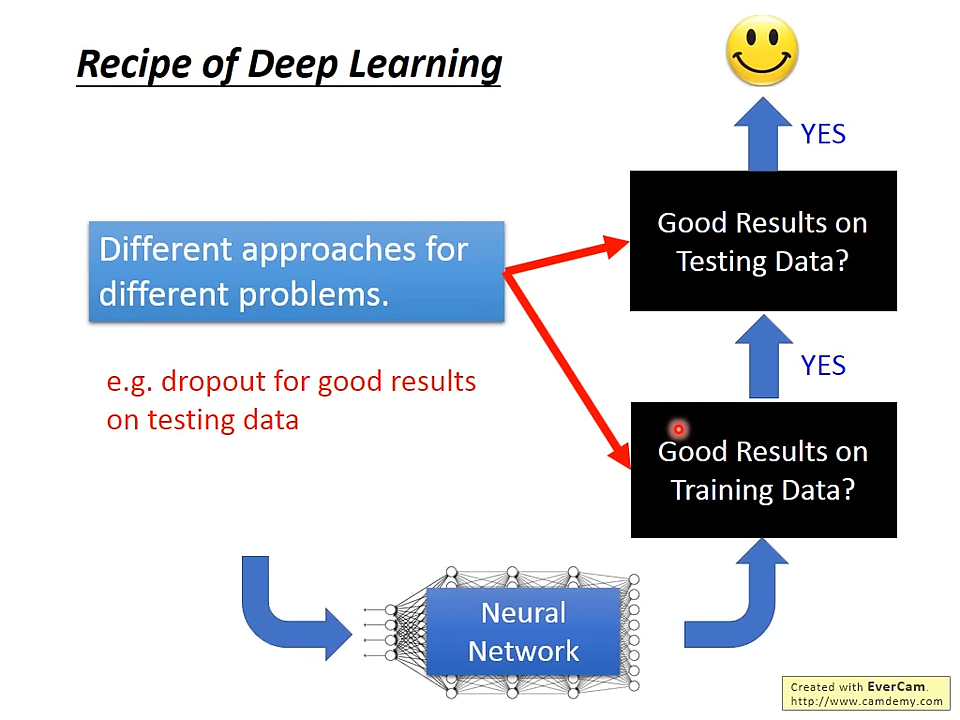 Recipe of Deep Learning
YES
Good Results on
Testing Data?
Different approaches for
different problems.
YES
e.g. dropout for good results
on testing data
Good Results on
Training Data?
Neural
Network
Created with EverCam.
http://www.camdemy.com